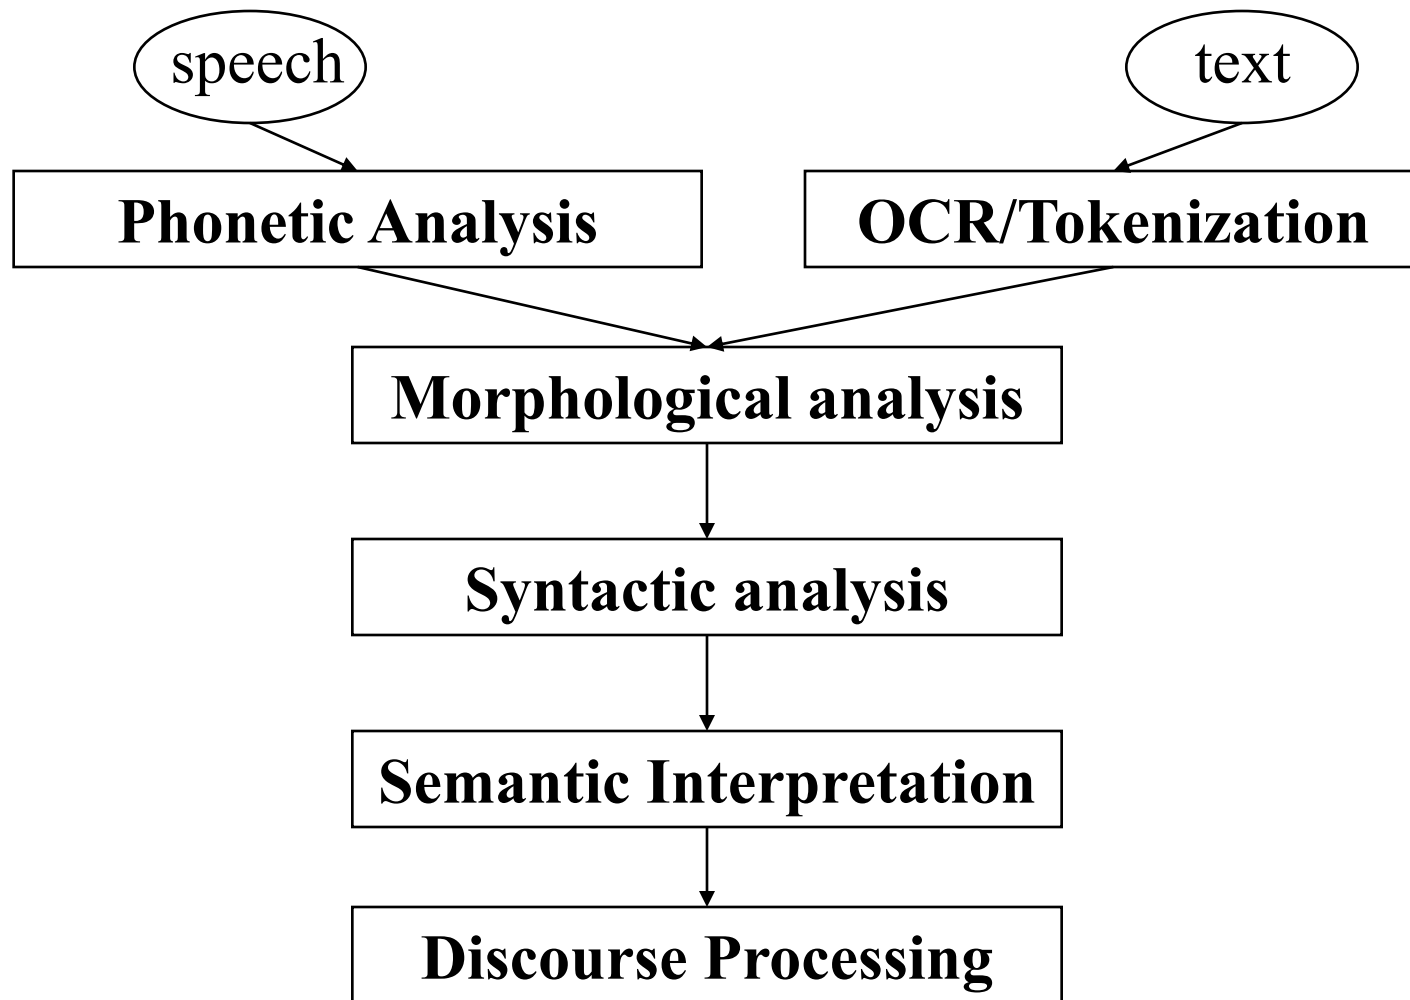 speech
text
Phonetic Analysis
OCR/Tokenization
Morphological analysis
Syntactic analysis
Semantic Interpretation
Discourse Processing